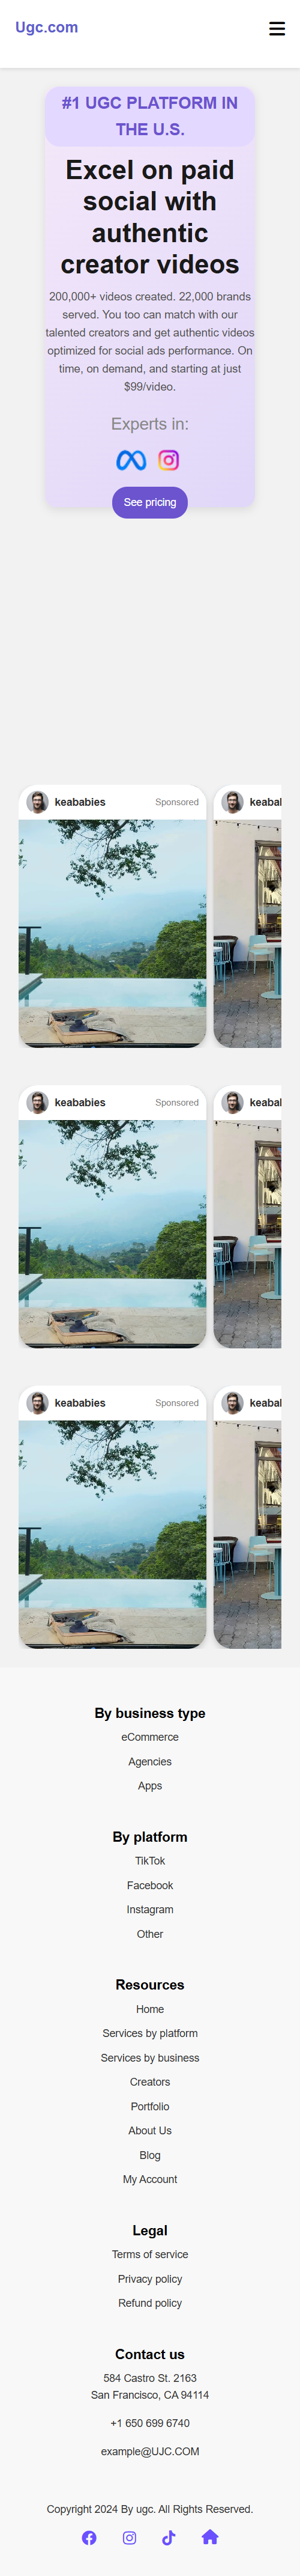 Ugc.com
#1 UGC PLATFORM IN
THE U.S.
Excel on paid
social with
authentic
creator videos
200,000+ videos created. 22,000 brands
served. You too can match with our
talented creators and get authentic videos
optimized for social ads performance. On
time, on demand, and starting at just
$99/video.
Experts in:
See pricing
keababies Sponsored keabal
keababies Sponsored keabal
keababies Sponsored keabal
By business type
eCommerce
Agencies
Apps
By platform
TikTok
Facebook
Instagram
Other
Resources
Home
Services by platform
Services by business
Creators
Portfolio
About Us
Blog
My Account
Legal
Terms of service
Privacy policy
Refund policy
Contact us
584 Castro St. 2163
San Francisco, CA 94114
+1 650 699 6740
example@UJC.COM
Copyright 2024 By ugc. All Rights Reserved.